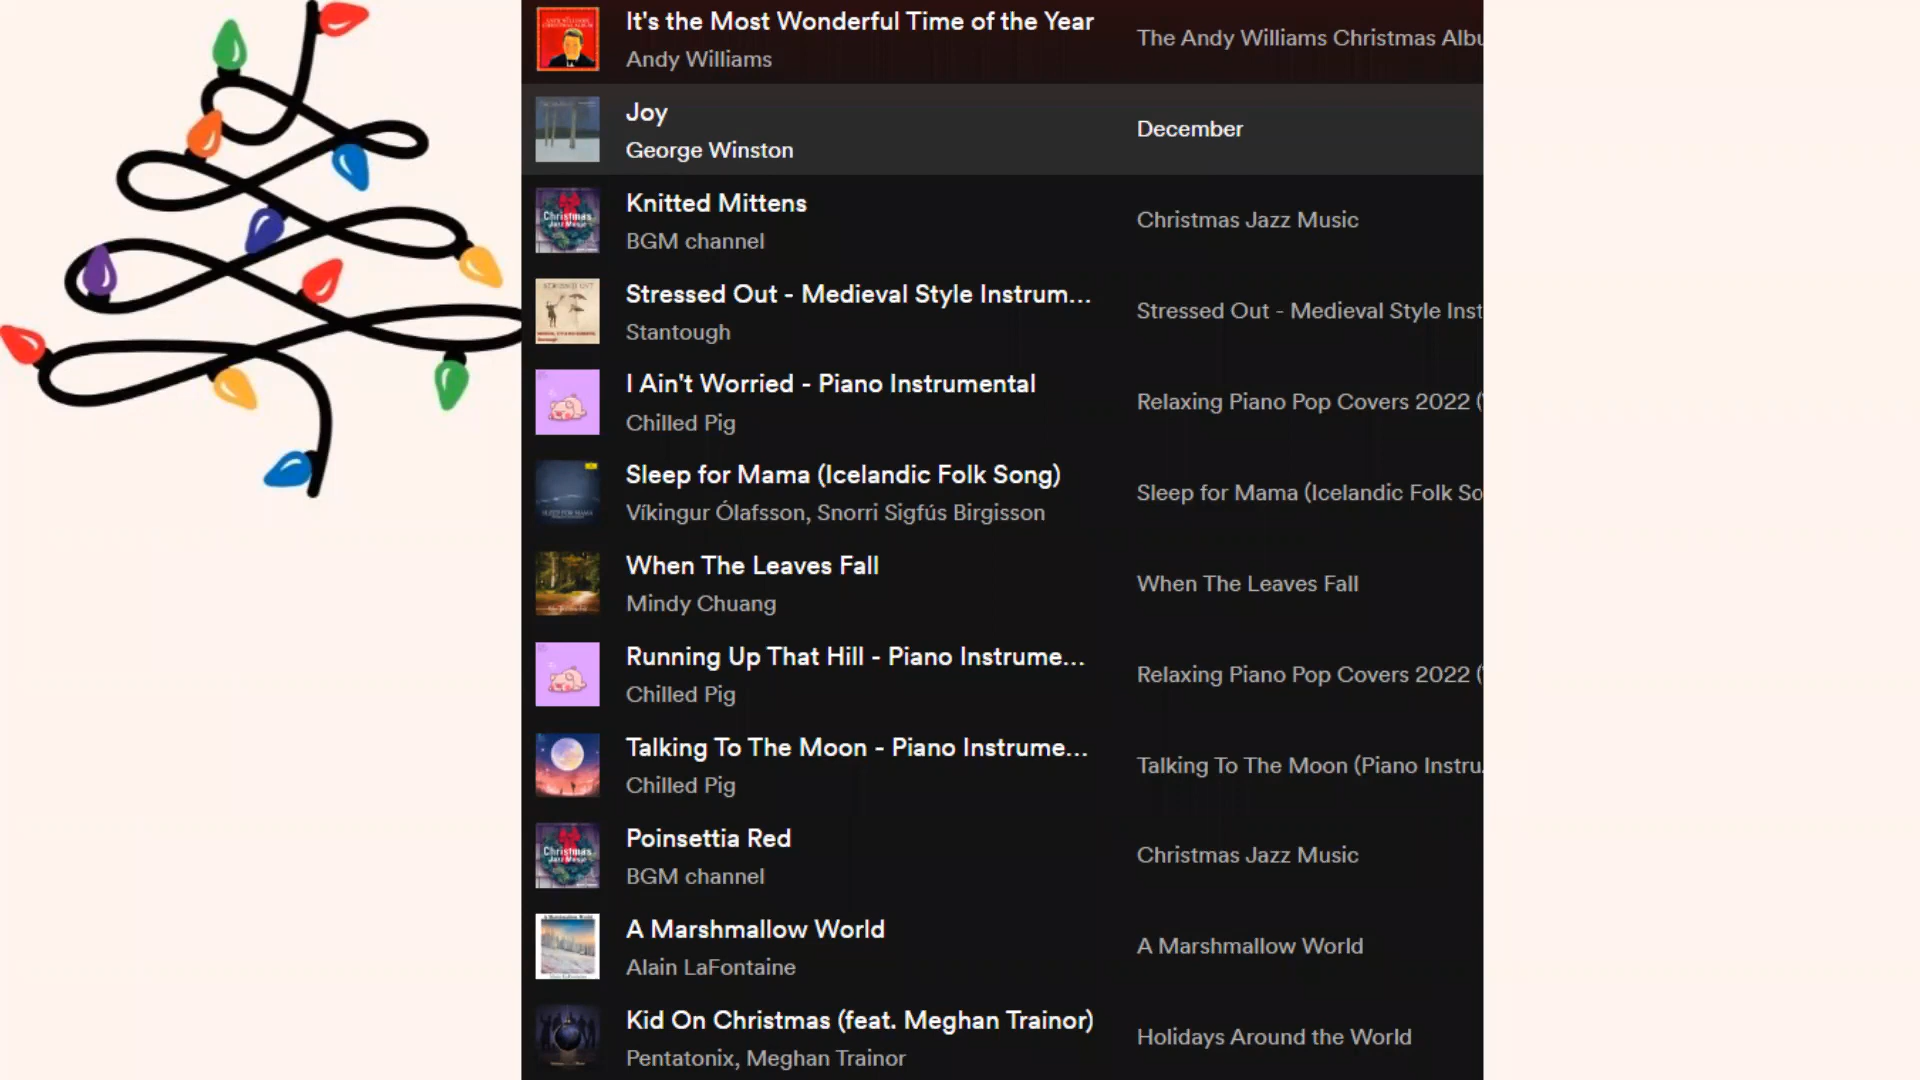 It's the Most Wonderful Time of the Year
Andy Williams
The Andy Williams Christmas Albu
Joy
George Winston
December
Knitted Mittens
BGM channel
Christmas Jazz Music
Stressed Out - Medieval Style Instrum...
Stantough
Stressed Out - Medieval Style Inst
I Ain't Worried - Piano Instrumental
Chilled Pig
Relaxing Piano Pop Covers 2022 (
Sleep for Mama (Icelandic Folk Song)
Víkingur Ólafsson, Snorri Sigfús Birgisson
Sleep for Mama (Icelandic Folk So
When The Leaves Fall
Mindy Chuang
When The Leaves Fall
Running Up That Hill - Piano Instrume...
Chilled Pig
Relaxing Piano Pop Covers 2022 (
Talking To The Moon - Piano Instrume...
Chilled Pig
Talking To The Moon (Piano Instru
Christmas
Jazz Music
Poinsettia Red
BGM channel
Christmas Jazz Music
A Marshmallow World
Alain LaFontaine
A Marshmallow World
Kid On Christmas (feat. Meghan Trainor)
Pentatonix, Meghan Trainor
Holidays Around the World